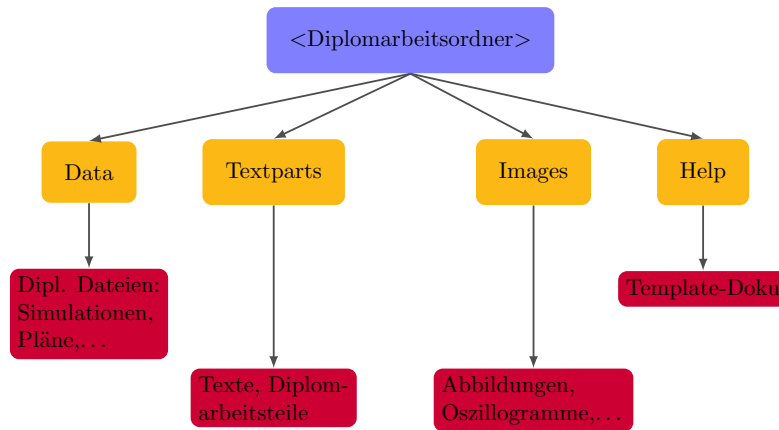 <Diplomarbeitsordner>
Data
Textparts
Images
Help
Dipl. Dateien:
Simulationen,
Pläne,...
Template-Doku
Texte, Diplom-
arbeitsteile
Abbildungen,
Oszillogramme,...